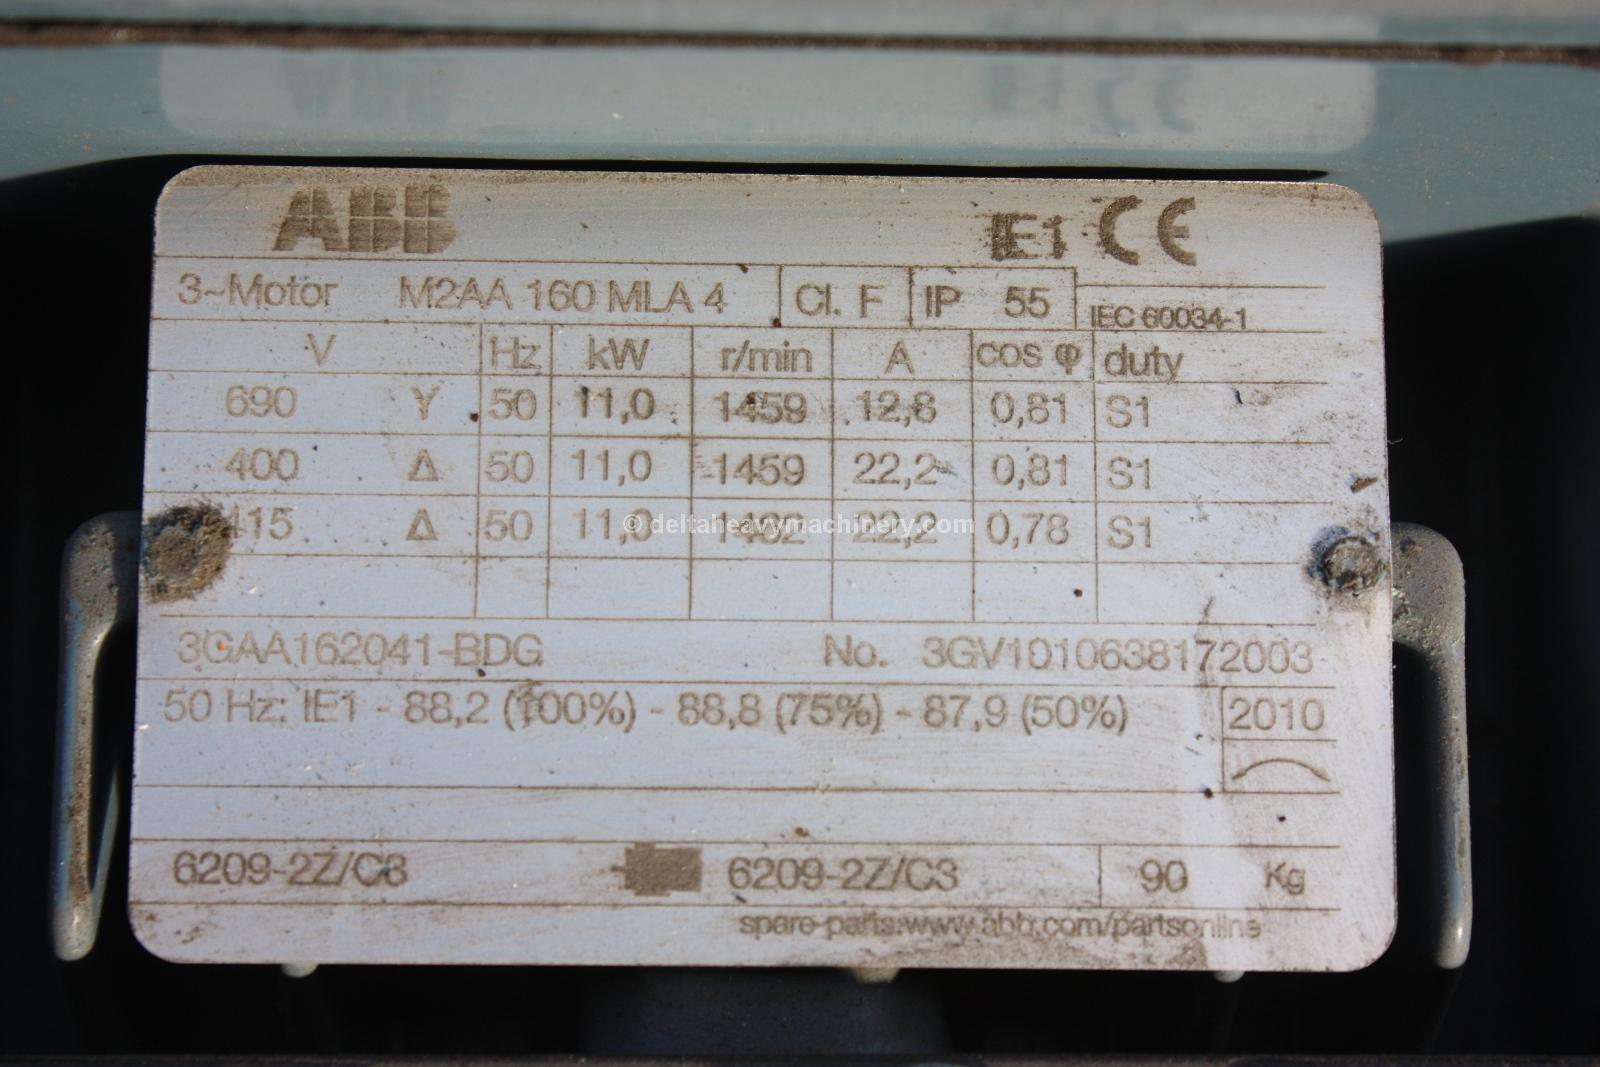 ABB IE1 CE
3~Motor M2AA 160 MLA 4 Cl. F IP 55 IEC 60034-1
V Hz kW r/min A cos φ duty
690 Y 50 11,0 1459 12,8 0,81 S1
400 Δ 50 11,0 1459 22,2 0,81 S1
415 Δ 50 11,0 1462 22,2 0,78 S1
© deltaheavymachinery.com
3GAA162041-BDG No. 3GV1010638172003
50 Hz: IE1 - 88,2 (100%) - 88,8 (75%) - 87,9 (50%) 2010
6209-2Z/C3 6209-2Z/C3 90 Kg
spare-parts:www.abb.com/partsonline